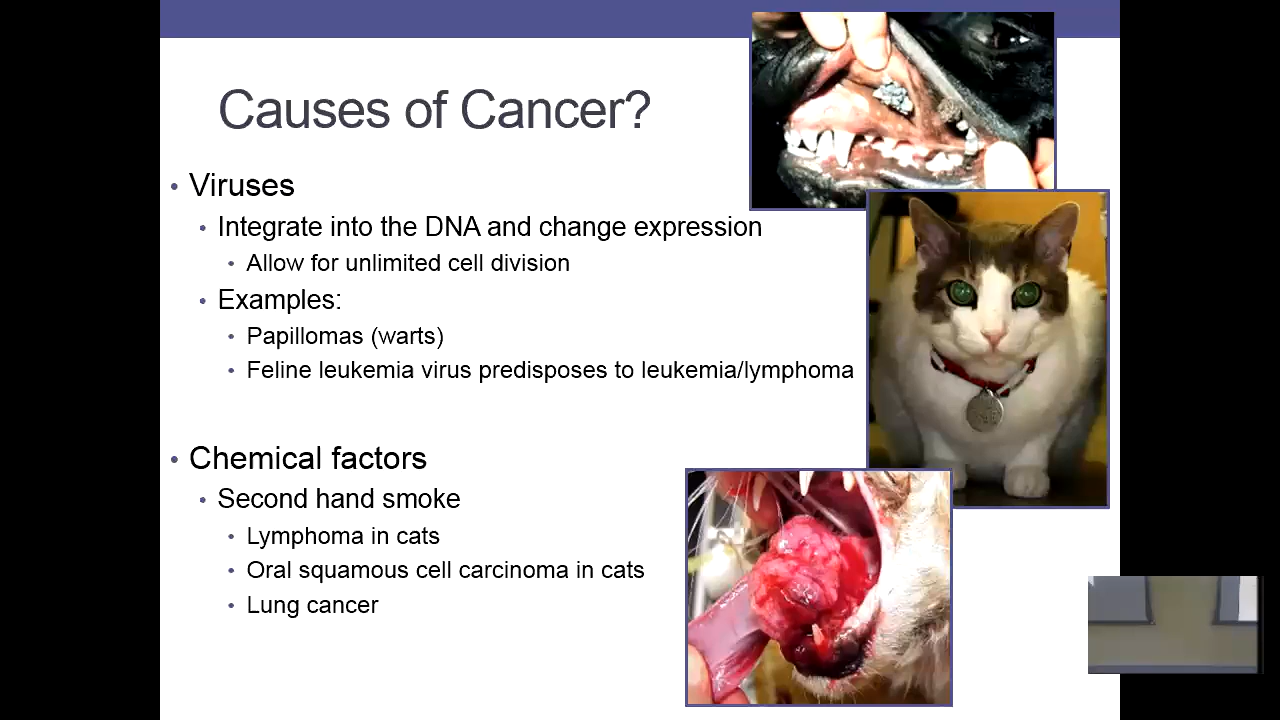 Causes of Cancer?
• Viruses
• Integrate into the DNA and change expression
• Allow for unlimited cell division
• Examples:
• Papillomas (warts)
• Feline leukemia virus predisposes to leukemia/lymphoma
• Chemical factors
• Second hand smoke
• Lymphoma in cats
• Oral squamous cell carcinoma in cats
• Lung cancer